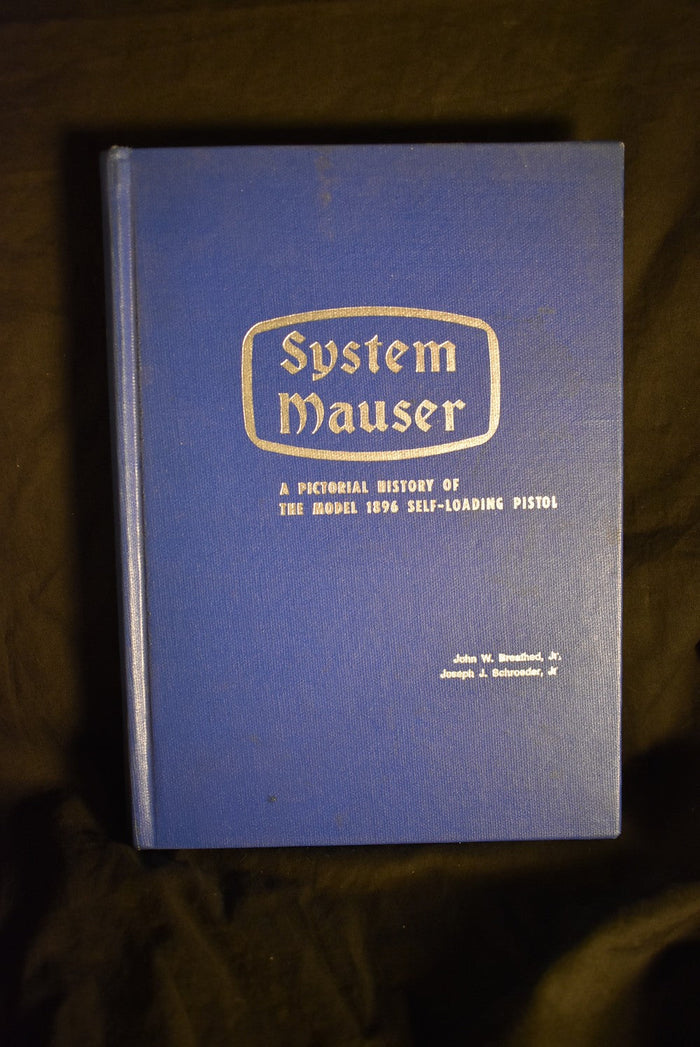 System
Mauser
A PICTORIAL HISTORY OF
THE MODEL 1896 SELF-LOADING PISTOL
John W. Breathed, Jr.
Joseph J. Schroeder, Jr